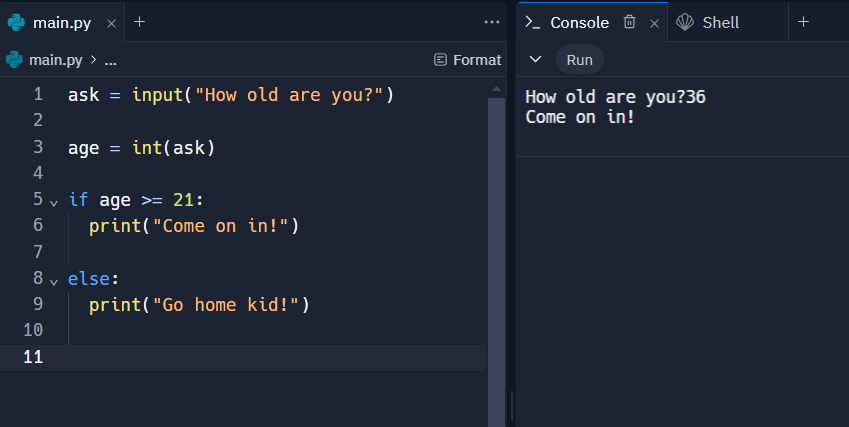 main.py × +
main.py > ...
Format
1 ask = input("How old are you?")
2
3 age = int(ask)
4
5 if age >= 21:
6   print("Come on in!")
7
8 else:
9   print("Go home kid!")
10
11
>_ Console × Shell +
Run
How old are you?36
Come on in!